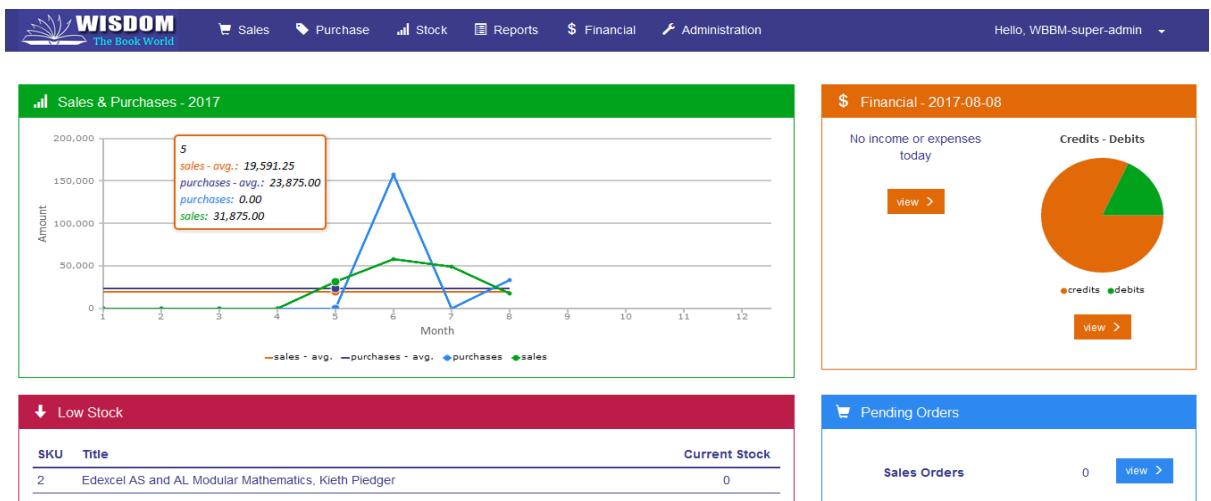 WISDOM
The Book World
Sales
Purchase
Stock
Reports
$ Financial
Administration
Hello, WBBM-super-admin
Sales & Purchases - 2017
200,000
150,000
100,000
50,000
0
Amount
5
sales - avg.: 19,591.25
purchases - avg.: 23,875.00
purchases: 0.00
sales: 31,875.00
1 2 3 4 5 6 7 8 9 10 11 12
Month
sales - avg. purchases - avg. purchases sales
$ Financial - 2017-08-08
No income or expenses
today
view >
Credits - Debits
credits debits
view >
Low Stock
SKU Title Current Stock
2 Edexcel AS and AL Modular Mathematics, Kieth Piedger 0
Pending Orders
Sales Orders 0 view >